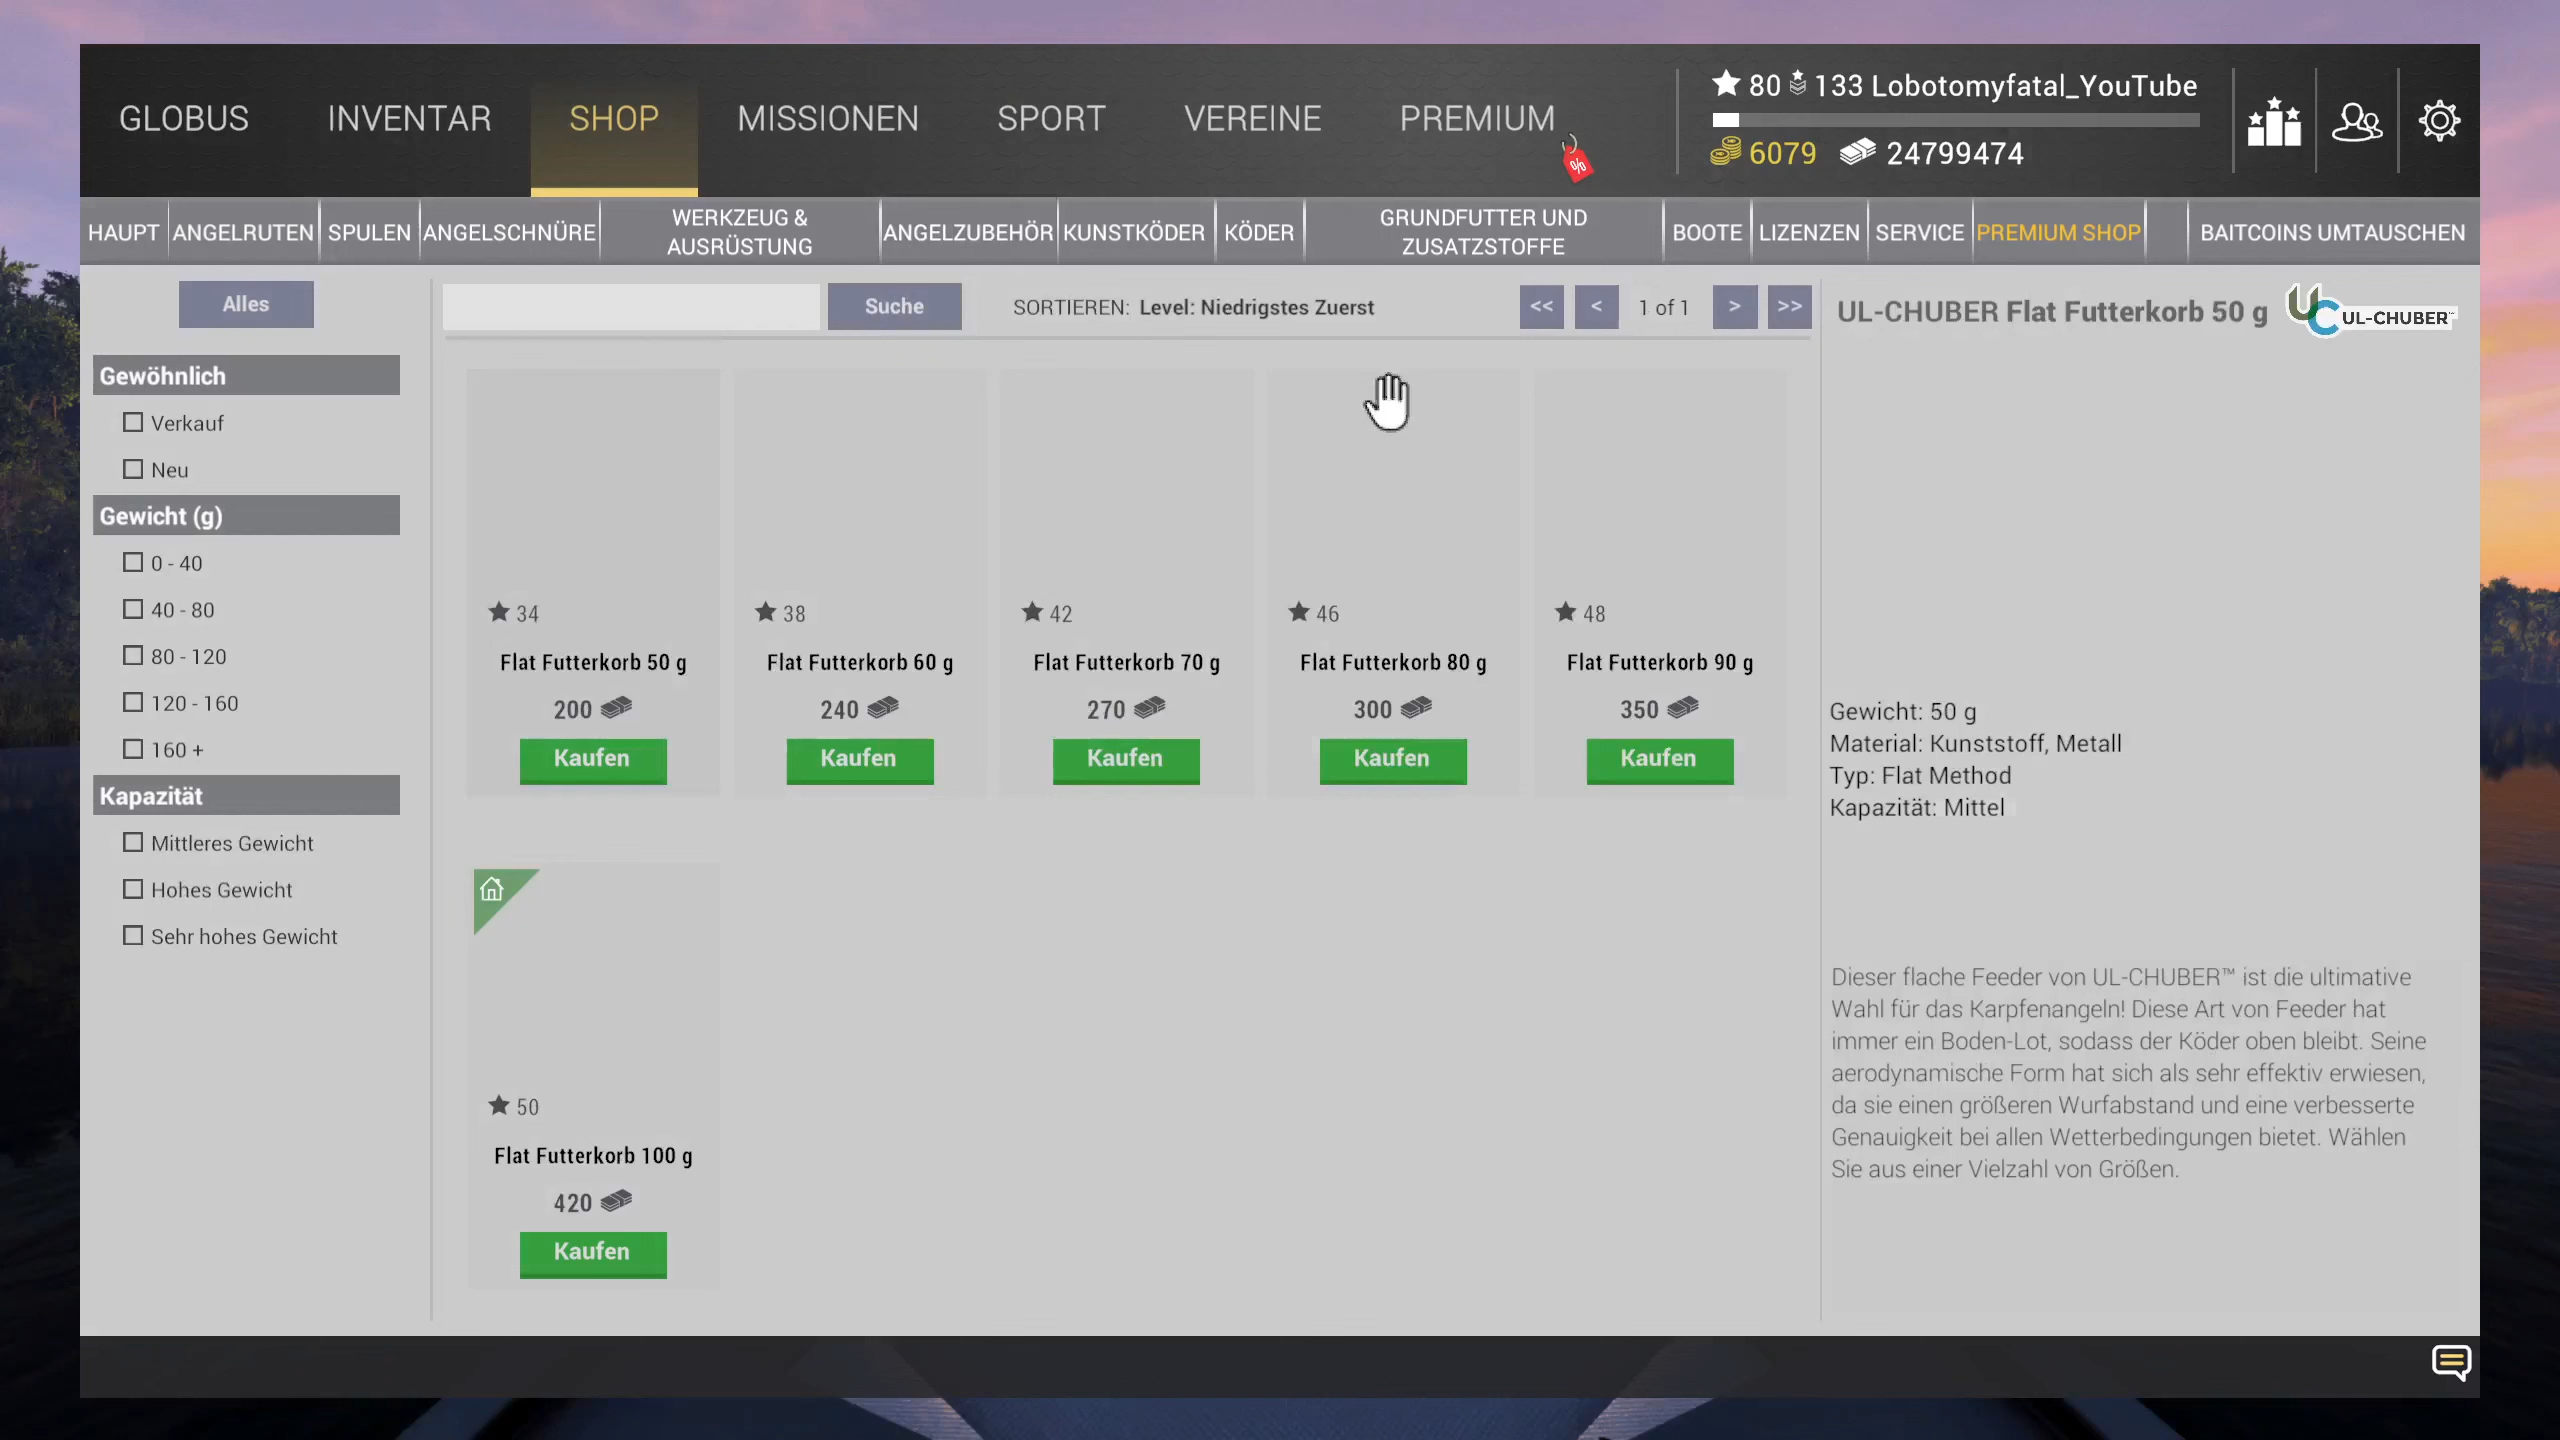 GLOBUS INVENTAR SHOP MISSIONEN SPORT VEREINE PREMIUM
%
80 133 Lobotomyfatal_YouTube
6079 24799474
HAUPT ANGELRUTEN SPULEN ANGELSCHNÜRE WERKZEUG & AUSRÜSTUNG ANGELZUBEHÖR KUNSTKÖDER KÖDER GRUNDFUTTER UND ZUSATZSTOFFE BOOTE LIZENZEN SERVICE PREMIUM SHOP BAITCOINS UMTAUSCHEN
Alles
Gewöhnlich
Verkauf
Neu
Gewicht (g)
0 - 40
40 - 80
80 - 120
120 - 160
160 +
Kapazität
Mittleres Gewicht
Hohes Gewicht
Sehr hohes Gewicht
Suche SORTIEREN: Level: Niedrigstes Zuerst << < 1 of 1 > >>
34 38 42 46 48
Flat Futterkorb 50 g Flat Futterkorb 60 g Flat Futterkorb 70 g Flat Futterkorb 80 g Flat Futterkorb 90 g
200 240 270 300 350
Kaufen Kaufen Kaufen Kaufen Kaufen
50
Flat Futterkorb 100 g
420
Kaufen
UL-CHUBER Flat Futterkorb 50 g
UC UL-CHUBER™
Gewicht: 50 g
Material: Kunststoff, Metall
Typ: Flat Method
Kapazität: Mittel
Dieser flache Feeder von UL-CHUBER™ ist die ultimative
Wahl für das Karpfenangeln! Diese Art von Feeder hat
immer ein Boden-Lot, sodass der Köder oben bleibt. Seine
aerodynamische Form hat sich als sehr effektiv erwiesen,
da sie einen größeren Wurfabstand und eine verbesserte
Genauigkeit bei allen Wetterbedingungen bietet. Wählen
Sie aus einer Vielzahl von Größen.